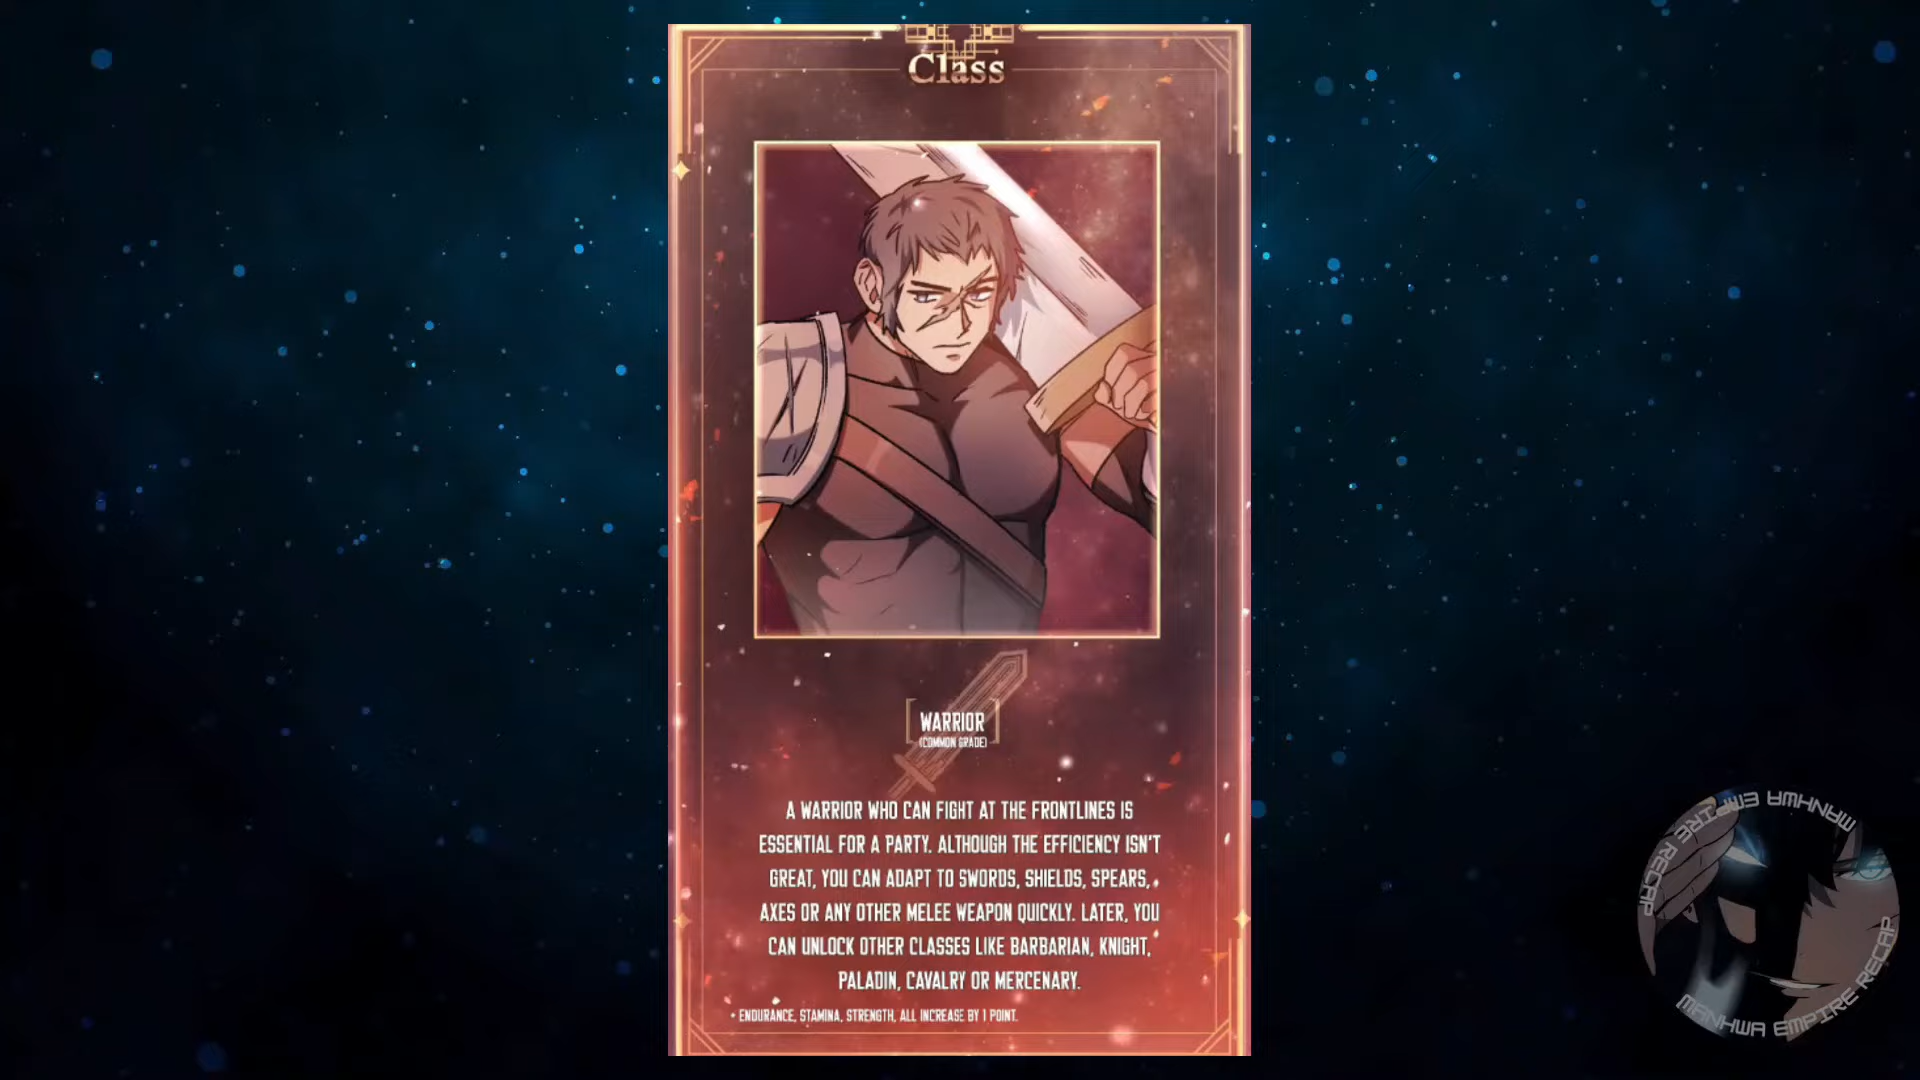 Class
WARRIOR
(COMMON GRADE)
A WARRIOR WHO CAN FIGHT AT THE FRONTLINES IS
ESSENTIAL FOR A PARTY. ALTHOUGH THE EFFICIENCY ISN'T
GREAT, YOU CAN ADAPT TO SWORDS, SHIELDS, SPEARS,
AXES OR ANY OTHER MELEE WEAPON QUICKLY. LATER, YOU
CAN UNLOCK OTHER CLASSES LIKE BARBARIAN, KNIGHT,
PALADIN, CAVALRY OR MERCENARY.
• ENDURANCE, STAMINA, STRENGTH, ALL INCREASE BY 1 POINT.
MANHWA EMPIRE RECAP
MANHWA EMPIRE RECAP